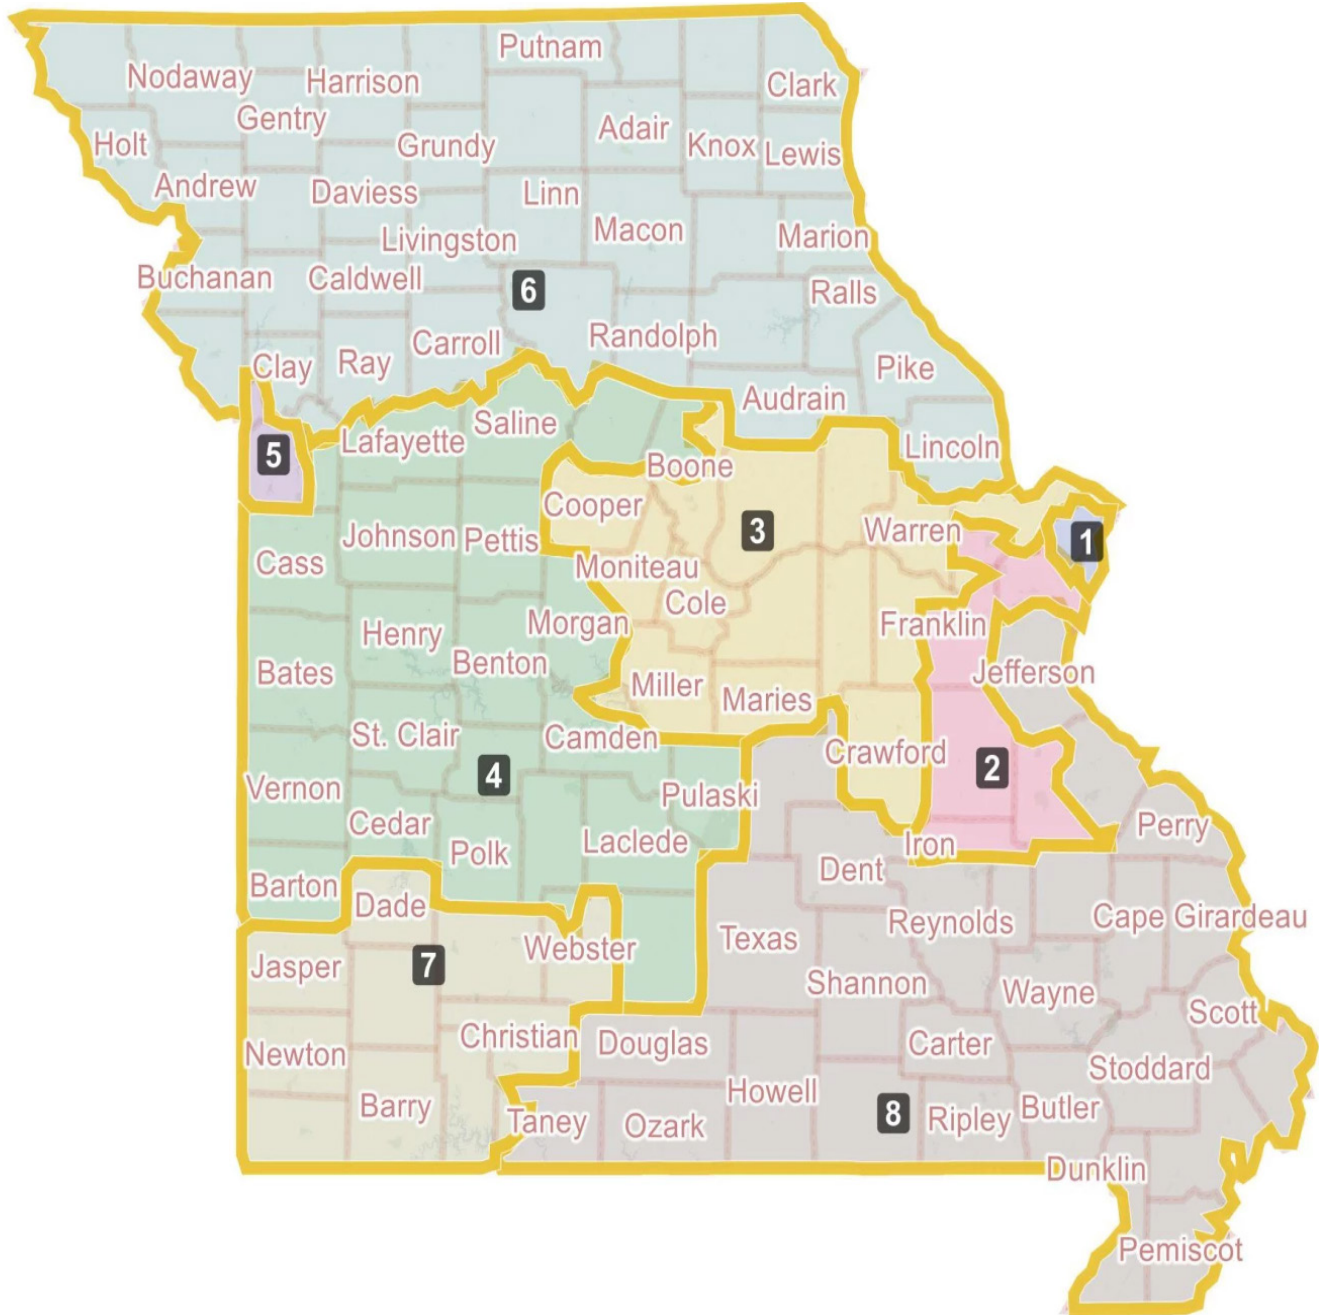 Putnam
Nodaway Harrison Clark
Gentry
Holt Grundy Adair Knox Lewis
Andrew Daviess Linn
Livingston Macon Marion
Buchanan Caldwell 6 Ralls
Clay Ray Carroll Randolph Pike
Audrain
5 Lafayette Saline Boone Lincoln
Cooper
Cass Johnson Pettis 3 Warren 1
Moniteau
Cole
Henry Morgan Franklin
Bates Benton Miller Maries Jefferson
St. Clair Camden Crawford
Vernon 4 Pulaski 2
Cedar Polk Laclede Iron Perry
Barton Dade Dent
Jasper 7 Webster Texas Reynolds Cape Girardeau
Shannon Wayne Scott
Newton Christian Douglas Carter Stoddard
Barry Taney Ozark Howell 8 Ripley Butler
Dunklin
Pemiscot